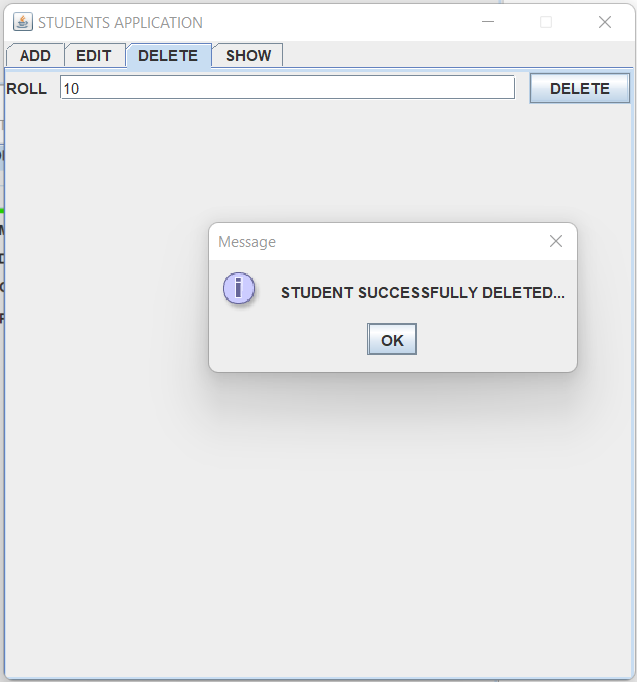 STUDENTS APPLICATION
ADD EDIT DELETE SHOW
ROLL 10 DELETE
Message
i STUDENT SUCCESSFULLY DELETED...
OK